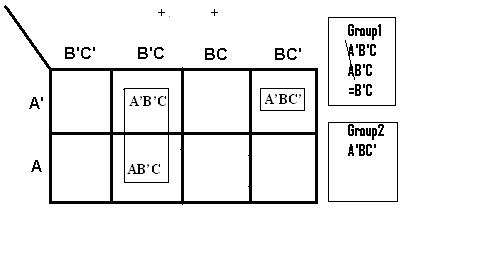 +. +
B'C' B'C BC BC'
A' A'B'C A'BC'
A AB'C
Group1
A'B'C
AB'C
=B'C
Group2
A'BC'